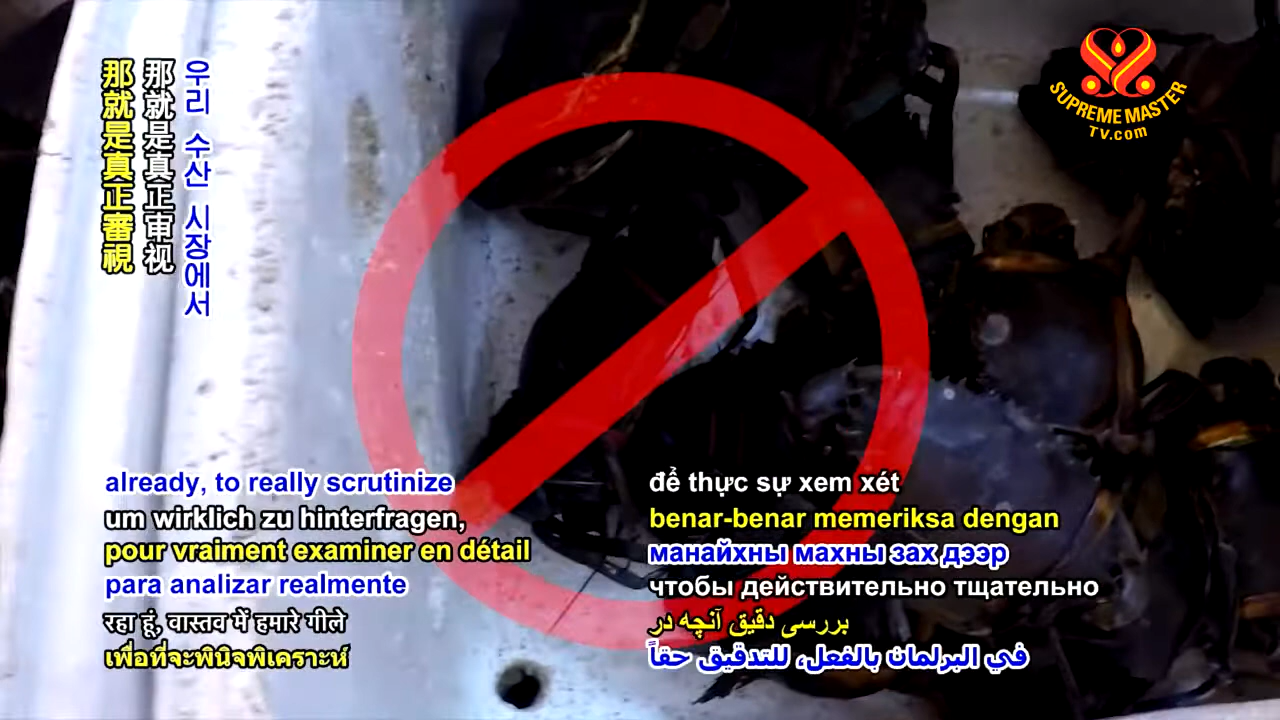 那就是真正審視
那就是真正审视
우리 수산 시장에서
SUPREME MASTER
TV.com
already, to really scrutinize
um wirklich zu hinterfragen,
pour vraiment examiner en détail
para analizar realmente
रहा हूं, वास्तव में हमारे गीले
เพื่อที่จะพินิจพิเคราะห์
để thực sự xem xét
benar-benar memeriksa dengan
манайхны махны зах дээр
чтобы действительно тщательно
بررسی دقیق آنچه در
في البرلمان بالفعل، للتدقيق حقاً